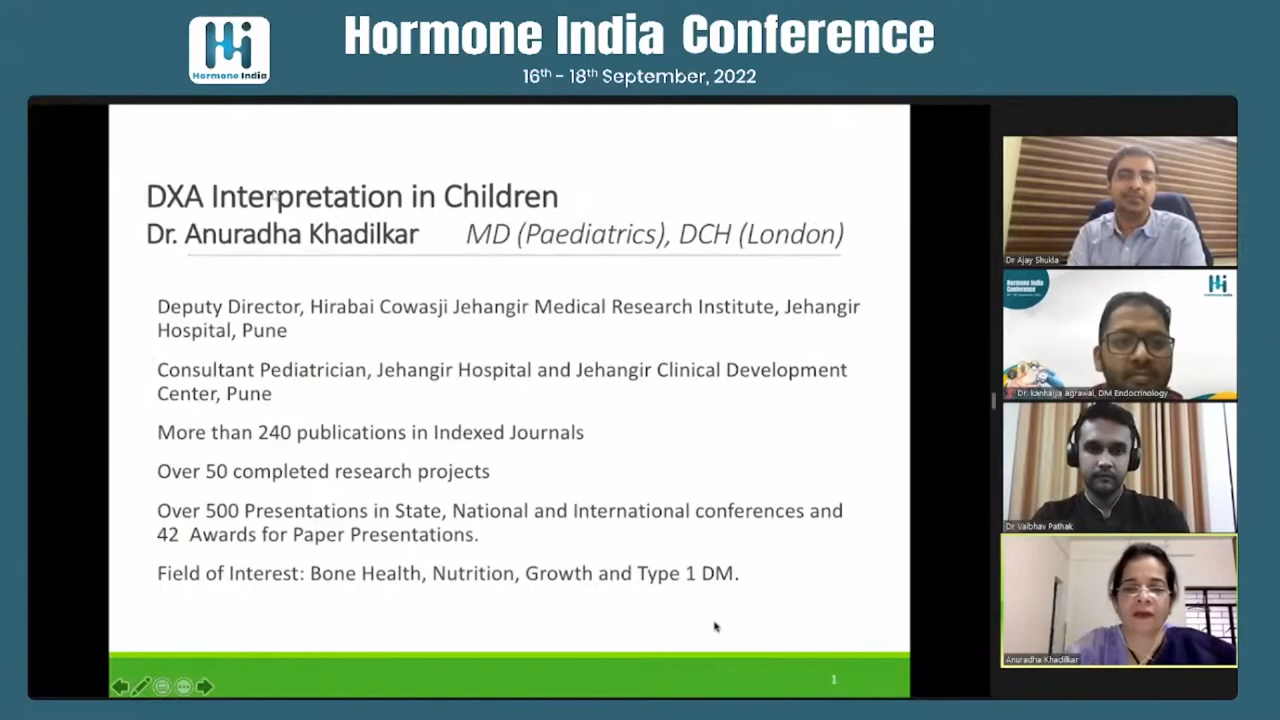 Hormone India
Hormone India Conference
16th - 18th September, 2022
DXA Interpretation in Children
Dr. Anuradha Khadilkar MD (Paediatrics), DCH (London)
Deputy Director, Hirabai Cowasji Jehangir Medical Research Institute, Jehangir
Hospital, Pune
Consultant Pediatrician, Jehangir Hospital and Jehangir Clinical Development
Center, Pune
More than 240 publications in Indexed Journals
Over 50 completed research projects
Over 500 Presentations in State, National and International conferences and
42 Awards for Paper Presentations.
Field of Interest: Bone Health, Nutrition, Growth and Type 1 DM.
1
Dr Ajay Shukla
Hormone India
Conference
Dr. kanhaiya agrawal, DM Endocrinology
Dr Vaibhav Pathak
Anuradha Khadilkar